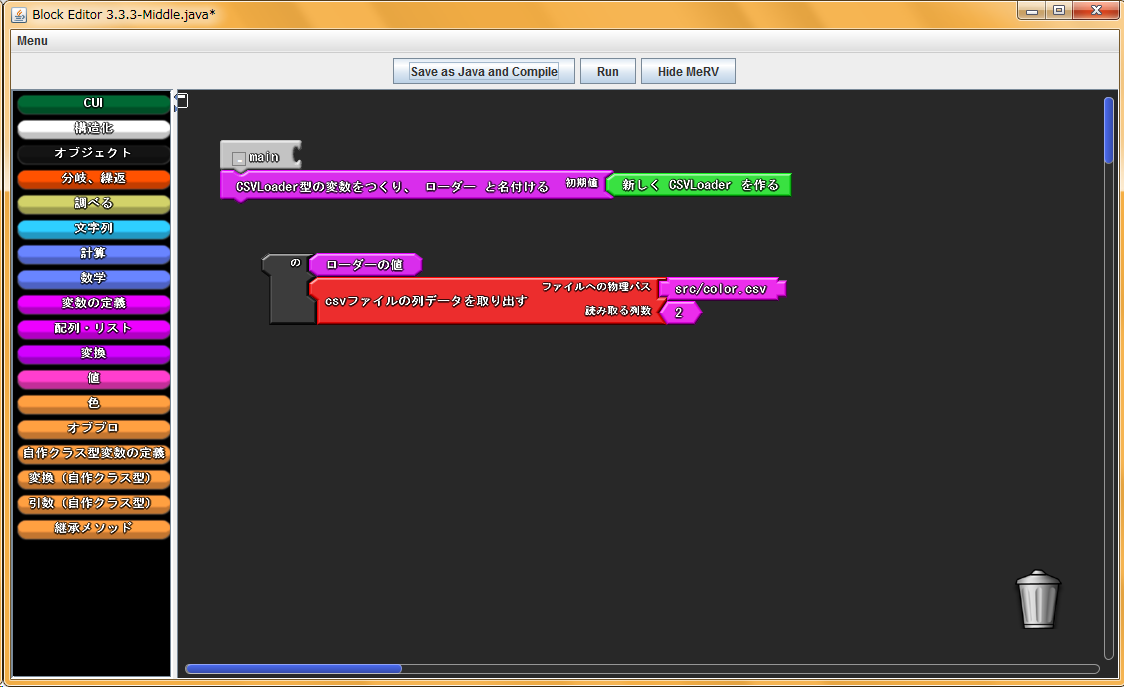 Block Editor 3.3.3-Middle.java*
Menu
Save as Java and Compile Run Hide MeRV
CUI
構造化
オブジェクト
分岐、繰返
調べる
文字列
計算
数学
変数の定義
配列・リスト
変換
値
色
オブプロ
自作クラス型変数の定義
変換（自作クラス型）
引数（自作クラス型）
継承メソッド
main
CSVLoader型の変数をつくり、 ローダー と名付ける 初期値 新しく CSVLoader を作る
の ローダーの値
csvファイルの列データを取り出す ファイルへの物理パス src/color.csv
読み取る列数 2